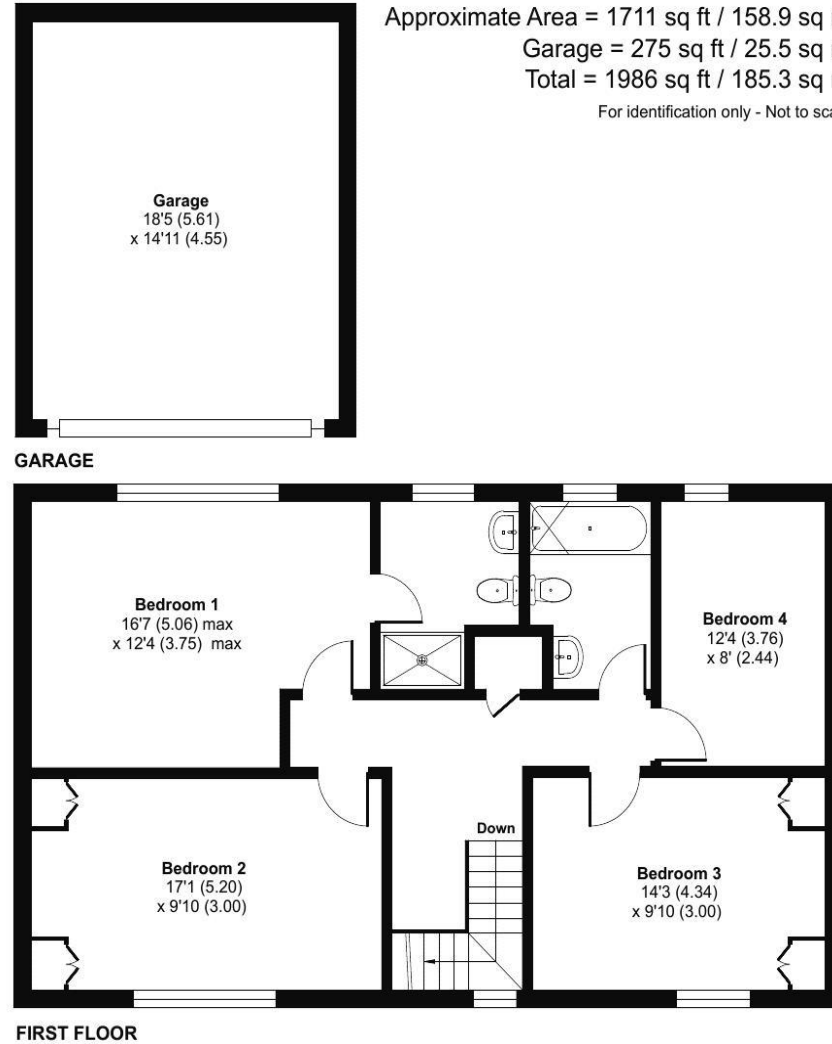 Approximate Area = 1711 sq ft / 158.9 sq
Garage = 275 sq ft / 25.5 sq
Total = 1986 sq ft / 185.3 sq
For identification only - Not to sca
Garage
18'5 (5.61)
x 14'11 (4.55)
GARAGE
Bedroom 1
16'7 (5.06) max
x 12'4 (3.75) max
Bedroom 4
12'4 (3.76)
x 8' (2.44)
Down
Bedroom 2
17'1 (5.20)
x 9'10 (3.00)
Bedroom 3
14'3 (4.34)
x 9'10 (3.00)
FIRST FLOOR